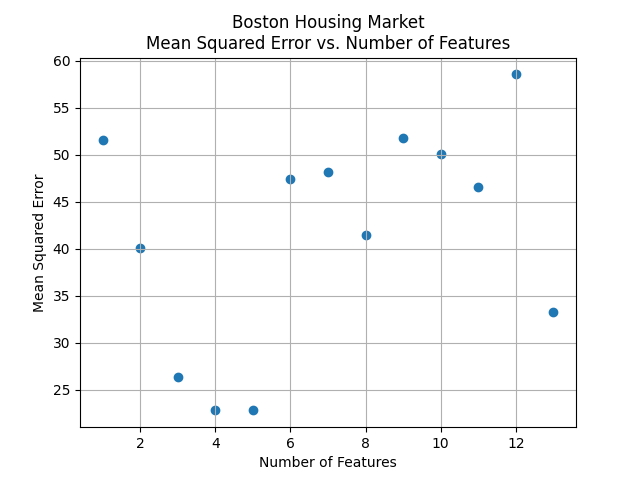 Boston Housing Market
Mean Squared Error vs. Number of Features
60
55
50
45
40
35
30
25
Mean Squared Error
2 4 6 8 10 12
Number of Features